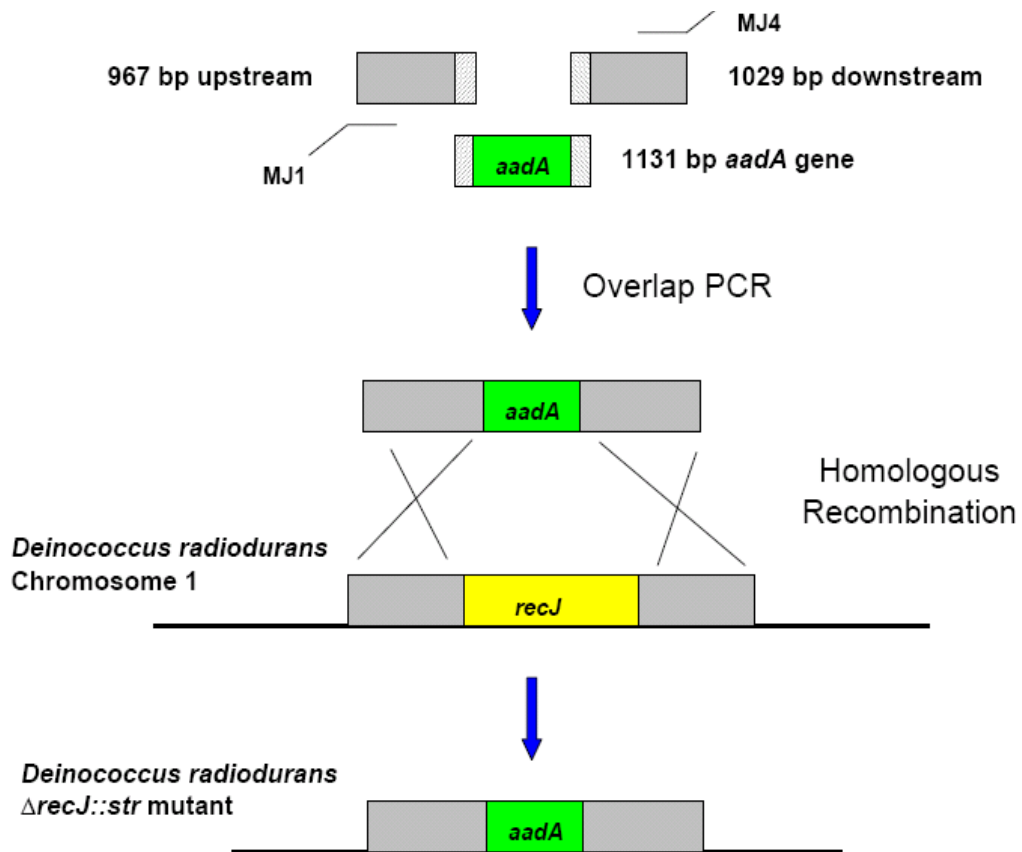 MJ4
967 bp upstream
1029 bp downstream
MJ1
aadA
1131 bp aadA gene
Overlap PCR
aadA
Homologous
Recombination
Deinococcus radiodurans
Chromosome 1
recJ
Deinococcus radiodurans
ΔrecJ::str mutant
aadA